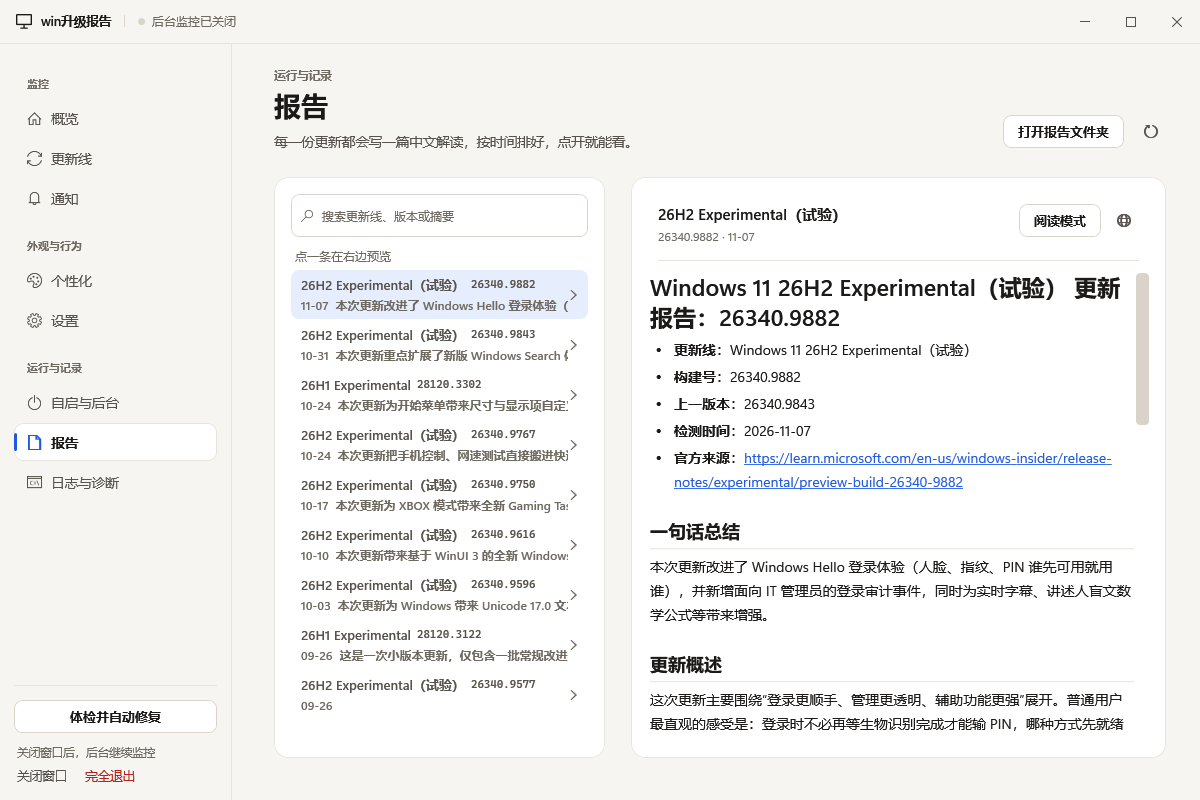 win升级报告
后台监控已关闭
监控
概览
更新线
通知
外观与行为
个性化
设置
运行与记录
自启与后台
报告
日志与诊断
体检并自动修复
关闭窗口后，后台继续监控
关闭窗口
完全退出
运行与记录
报告
每一份更新都会写一篇中文解读，按时间排好，点开就能看。
打开报告文件夹
搜索更新线、版本或摘要
点一条在右边预览
26H2 Experimental（试验） 26340.9882
11-07 本次更新改进了 Windows Hello 登录体验（
26H2 Experimental（试验） 26340.9843
10-31 本次更新重点扩展了新版 Windows Search
26H1 Experimental 28120.3302
10-24 本次更新为开始菜单带来尺寸与显示项自定
26H2 Experimental（试验） 26340.9767
10-24 本次更新把手机控制、网速测试直接搬进快
26H2 Experimental（试验） 26340.9750
10-17 本次更新为 XBOX 模式带来全新 Gaming Tas
26H2 Experimental（试验） 26340.9616
10-10 本次更新带来基于 WinUI 3 的全新 Window
26H2 Experimental（试验） 26340.9596
10-03 本次更新为 Windows 带来 Unicode 17.0 文
26H1 Experimental 28120.3122
09-26 这是一次小版本更新，仅包含一批常规改进
26H2 Experimental（试验） 26340.9577
09-26
26H2 Experimental（试验）
26340.9882 · 11-07
阅读模式
Windows 11 26H2 Experimental（试验） 更新
报告：26340.9882
• 更新线：Windows 11 26H2 Experimental（试验）
• 构建号：26340.9882
• 上一版本：26340.9843
• 检测时间：2026-11-07
• 官方来源：https://learn.microsoft.com/en-us/windows-insider/release-
notes/experimental/preview-build-26340-9882
一句话总结
本次更新改进了 Windows Hello 登录体验（人脸、指纹、PIN 谁先可用就用
谁），并新增面向 IT 管理员的登录审计事件，同时为实时字幕、讲述人盲文数
学公式等带来增强。
更新概述
这次更新主要围绕“登录更顺手、管理更透明、辅助功能更强”展开。普通用户
最直观的感受是：登录时不必再等生物识别完成才能输 PIN，哪种方式先就绪